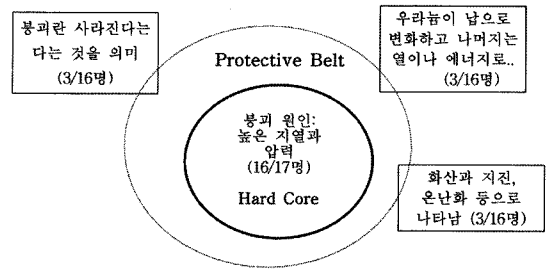 붕괴란 사라진다는
다는 것을 의미
(3/16명)
우라늄이 납으로
변화하고 나머지는
열이나 에너지로..
(3/16명)
Protective Belt
붕괴 원인:
높은 지열과
압력
(16/17명)
Hard Core
화산과 지진,
온난화 등으로
나타남 (3/16명)